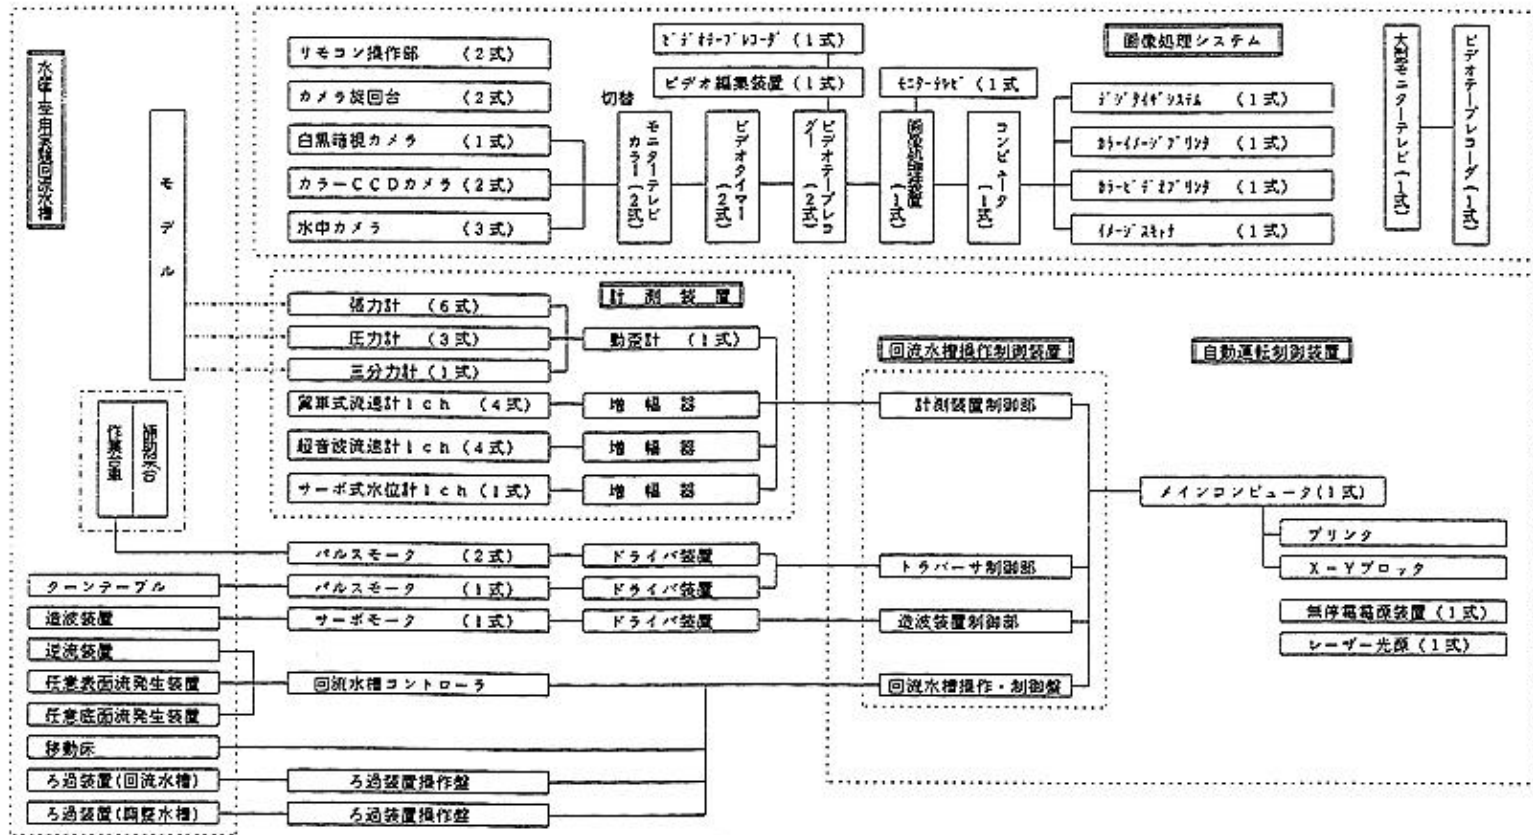 水産工学用実験回流水槽
モデル
作業台車
補助架台
ターンテーブル
造波装置
逆流装置
任意表面流発生装置
任意底面流発生装置
移動床
ろ過装置(回流水槽)
ろ過装置(調整水槽)
画像処理システム
リモコン操作部 (2式)
カメラ旋回台 (2式)
白黒暗視カメラ (1式)
カラーCCDカメラ (2式)
水中カメラ (3式)
切替
モニターテレビ
カラー(2式)
ビデオタイマー
(2式)
ビデオテープレコーダ (1式)
ビデオ編集装置 (1式)
ビデオテープレコ
ダー (2式)
モニターテレビ (1式
画像処理装置
(1式)
コンピュータ
(1式)
デジタイザシステム (1式)
カラーイメージプリンタ (1式)
カラービデオプリンタ (1式)
イメージスキャナ (1式)
大型モニターテレビ(1式)
ビデオテープレコーダ(1式)
計測装置
張力計 (6式)
圧力計 (3式)
三分力計 (1式)
動歪計 (1式)
翼車式流速計1ch (4式)
増幅器
超音波流速計1ch (4式)
増幅器
サーボ式水位計1ch (1式)
増幅器
パルスモータ (2式)
ドライバ装置
パルスモータ (1式)
ドライバ装置
サーボモータ (1式)
ドライバ装置
回流水槽コントローラ
ろ過装置操作盤
ろ過装置操作盤
回流水槽操作制御装置
計測装置制御部
トラバーサ制御部
造波装置制御部
回流水槽操作・制御盤
自動運転制御装置
メインコンピュータ(1式)
プリンタ
X-Yプロッタ
無停電電源装置(1式)
レーザー光源(1式)